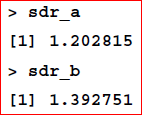 > sdr_a
[1] 1.202815
> sdr_b
[1] 1.392751